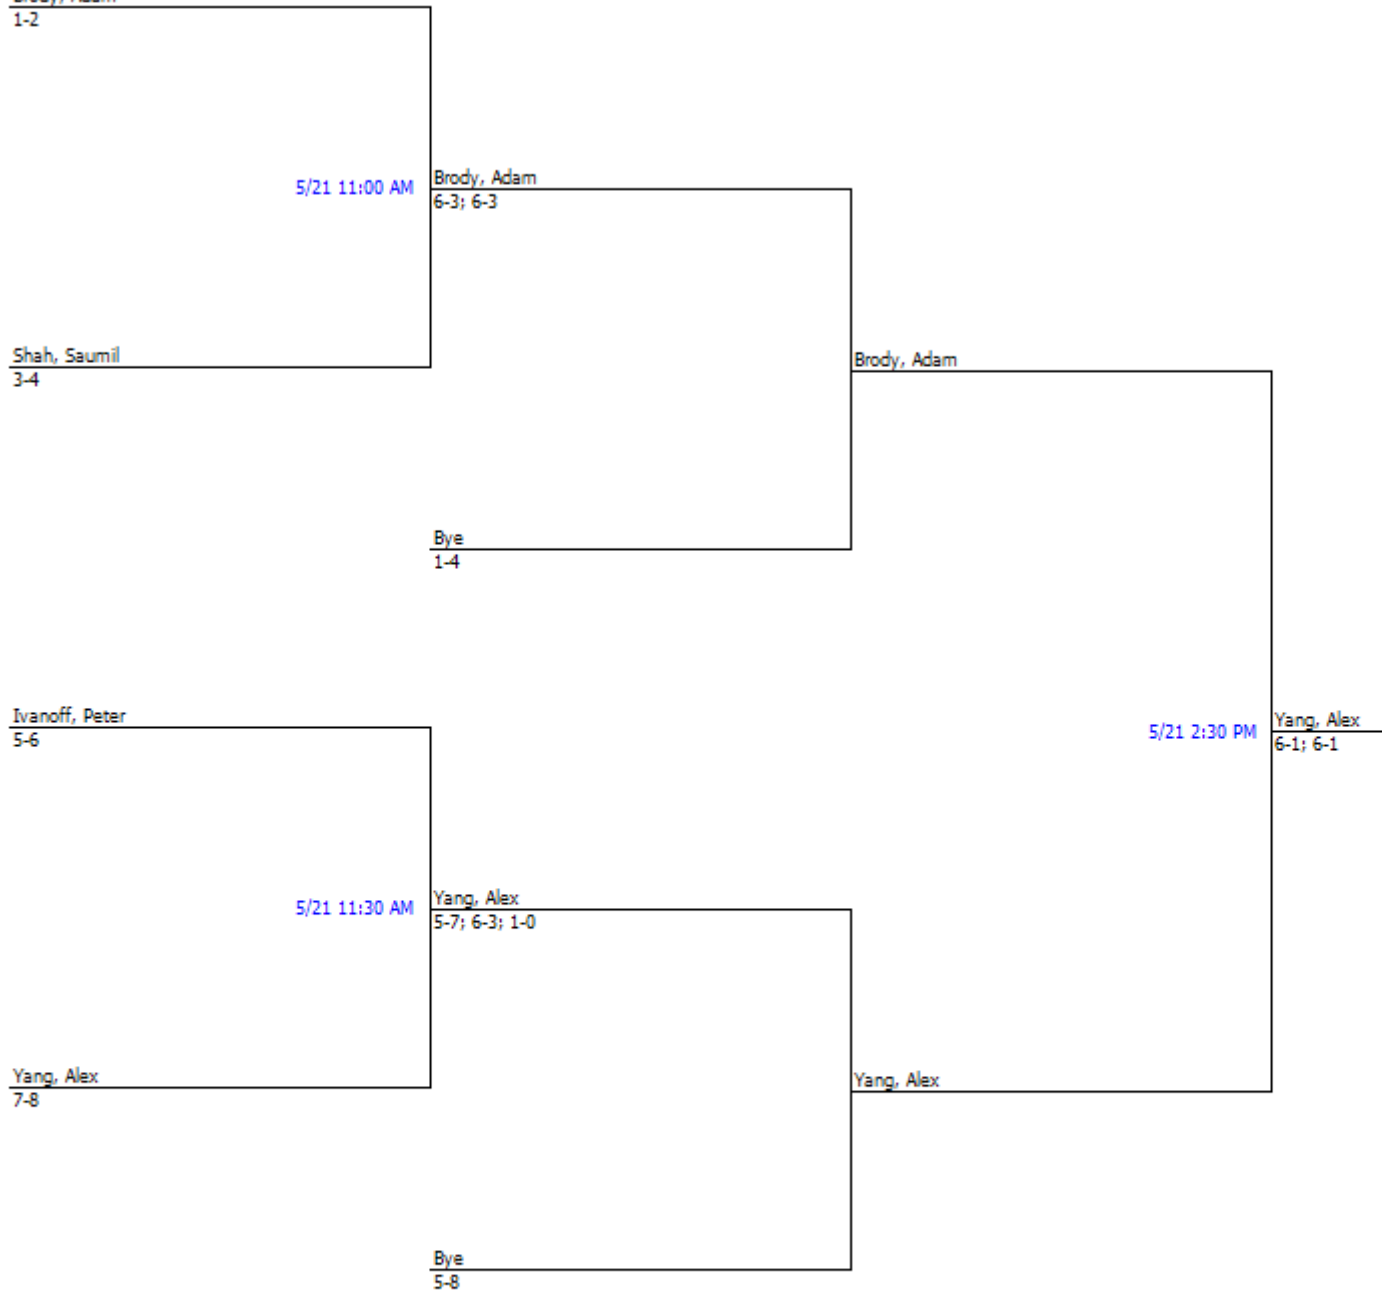 Brody, Adam
1-2
5/21 11:00 AM
Brody, Adam
6-3; 6-3
Shah, Saumil
3-4
Brody, Adam
Bye
1-4
Ivanoff, Peter
5-6
5/21 2:30 PM
Yang, Alex
6-1; 6-1
5/21 11:30 AM
Yang, Alex
5-7; 6-3; 1-0
Yang, Alex
7-8
Yang, Alex
Bye
5-8